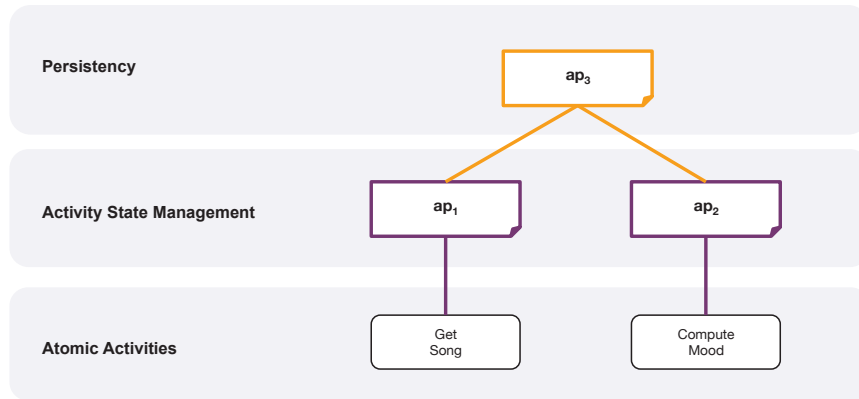 Persistency
ap₃
Activity State Management
ap₁
ap₂
Atomic Activities
Get
Song
Compute
Mood